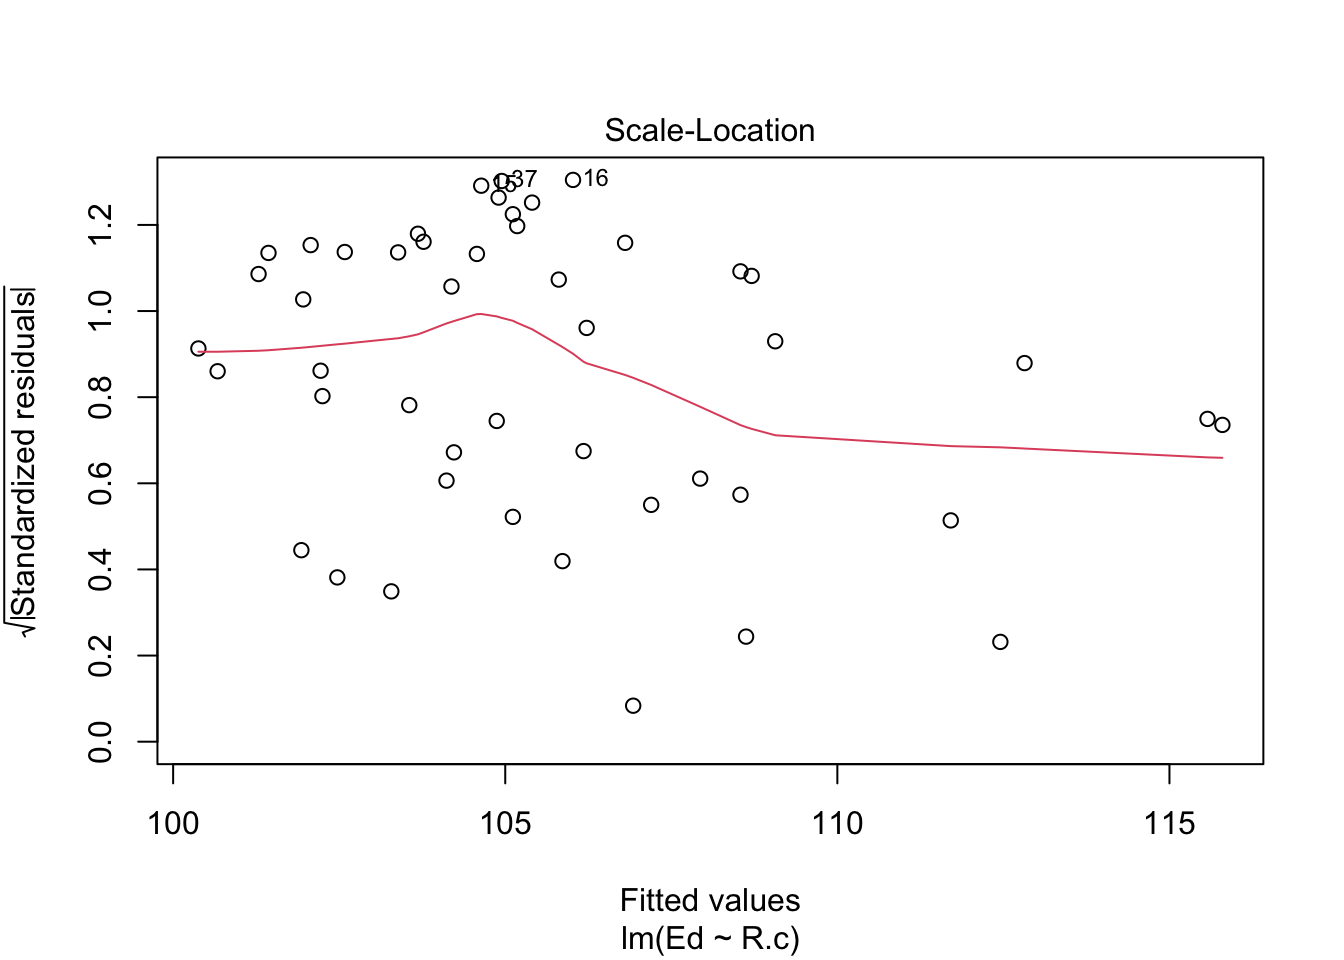 Scale-Location
√|Standardized residuals|
1.2
1.0
0.8
0.6
0.4
0.2
0.0
15
37
16
100 105 110 115
Fitted values
lm(Ed ~ R.c)